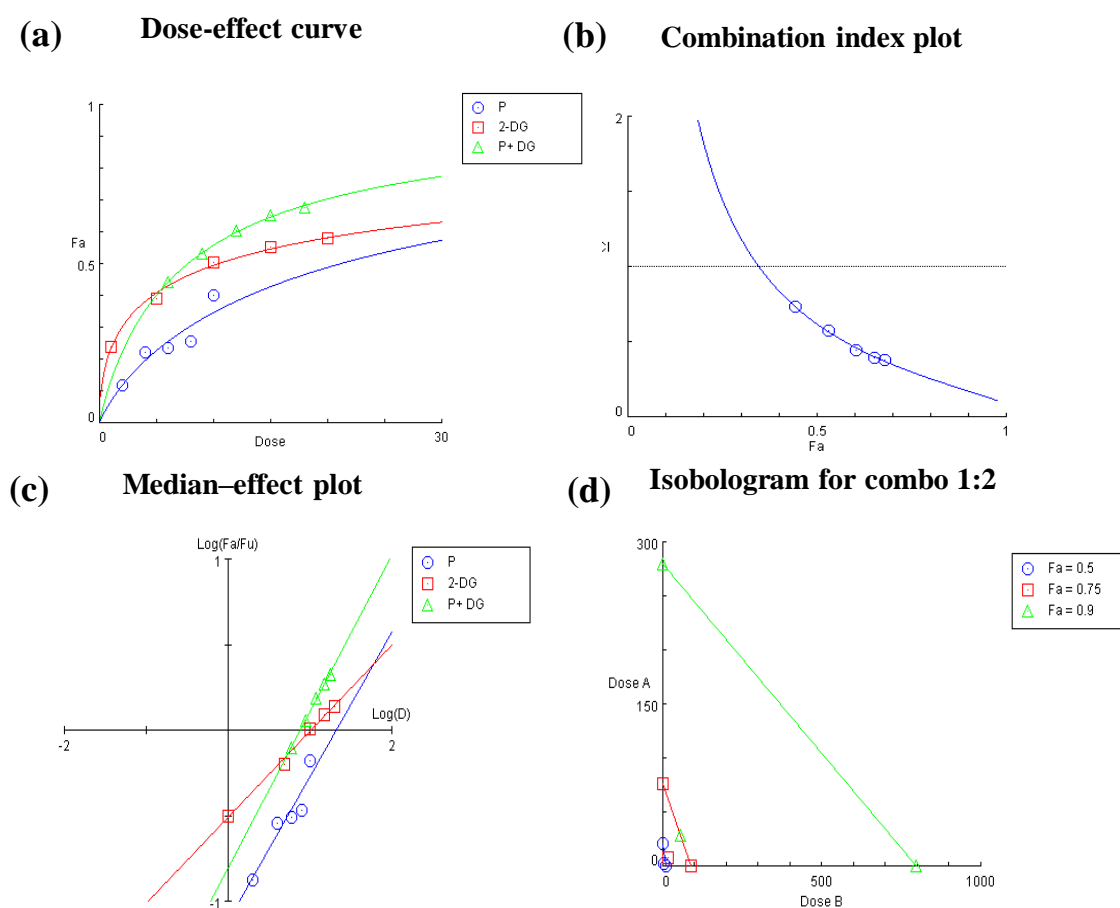 (a) Dose-effect curve
1
Fa
0.5
0
0
Dose
30
P
2-DG
P+ DG
(b) Combination index plot
2
CI
0
0
0.5
1
Fa
(c) Median–effect plot
Log(Fa/Fu)
1
Log(D)
-2
2
-1
P
2-DG
P+ DG
(d) Isobologram for combo 1:2
300
Dose A
150
0
0
500
1000
Dose B
Fa = 0.5
Fa = 0.75
Fa = 0.9